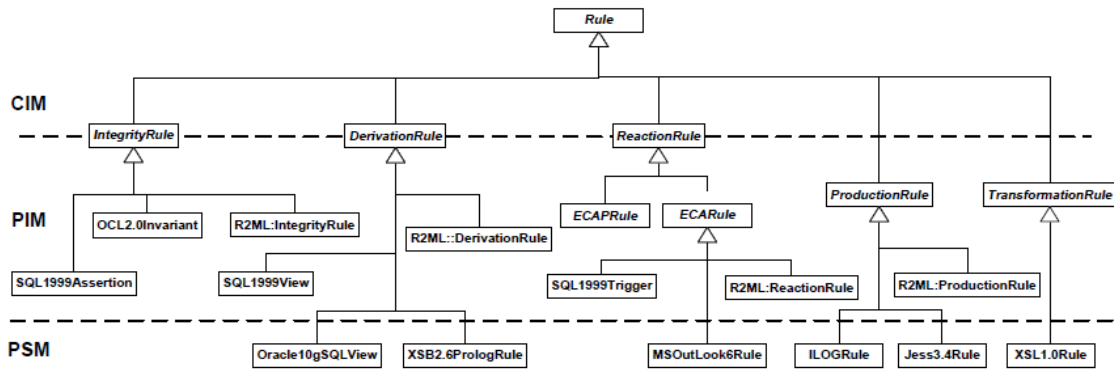 Rule
CIM
IntegrityRule
DerivationRule
ReactionRule
ProductionRule
TransformationRule
PIM
OCL2.0Invariant
R2ML:IntegrityRule
ECAPRule
ECARule
R2ML::DerivationRule
SQL1999Assertion
SQL1999View
SQL1999Trigger
R2ML:ReactionRule
R2ML:ProductionRule
PSM
Oracle10gSQLView
XSB2.6PrologRule
MSOutLook6Rule
ILOGRule
Jess3.4Rule
XSL1.0Rule